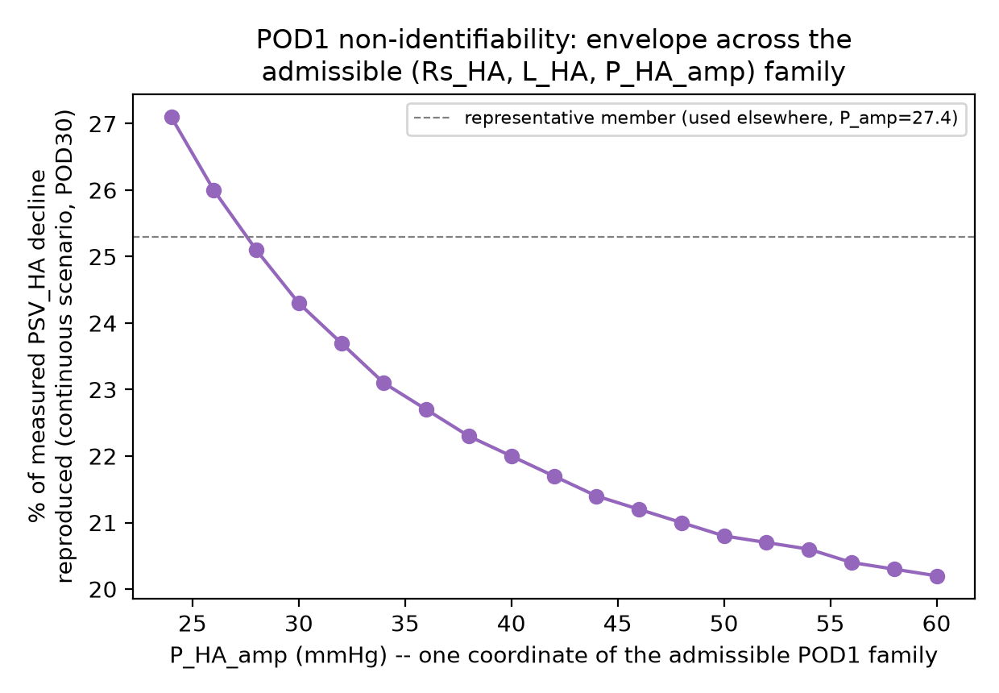 POD1 non-identifiability: envelope across the
admissible (Rs_HA, L_HA, P_HA_amp) family
representative member (used elsewhere, P_amp=27.4)
% of measured PSV_HA decline
reproduced (continuous scenario, POD30)
27
26
25
24
23
22
21
20
25 30 35 40 45 50 55 60
P_HA_amp (mmHg) -- one coordinate of the admissible POD1 family